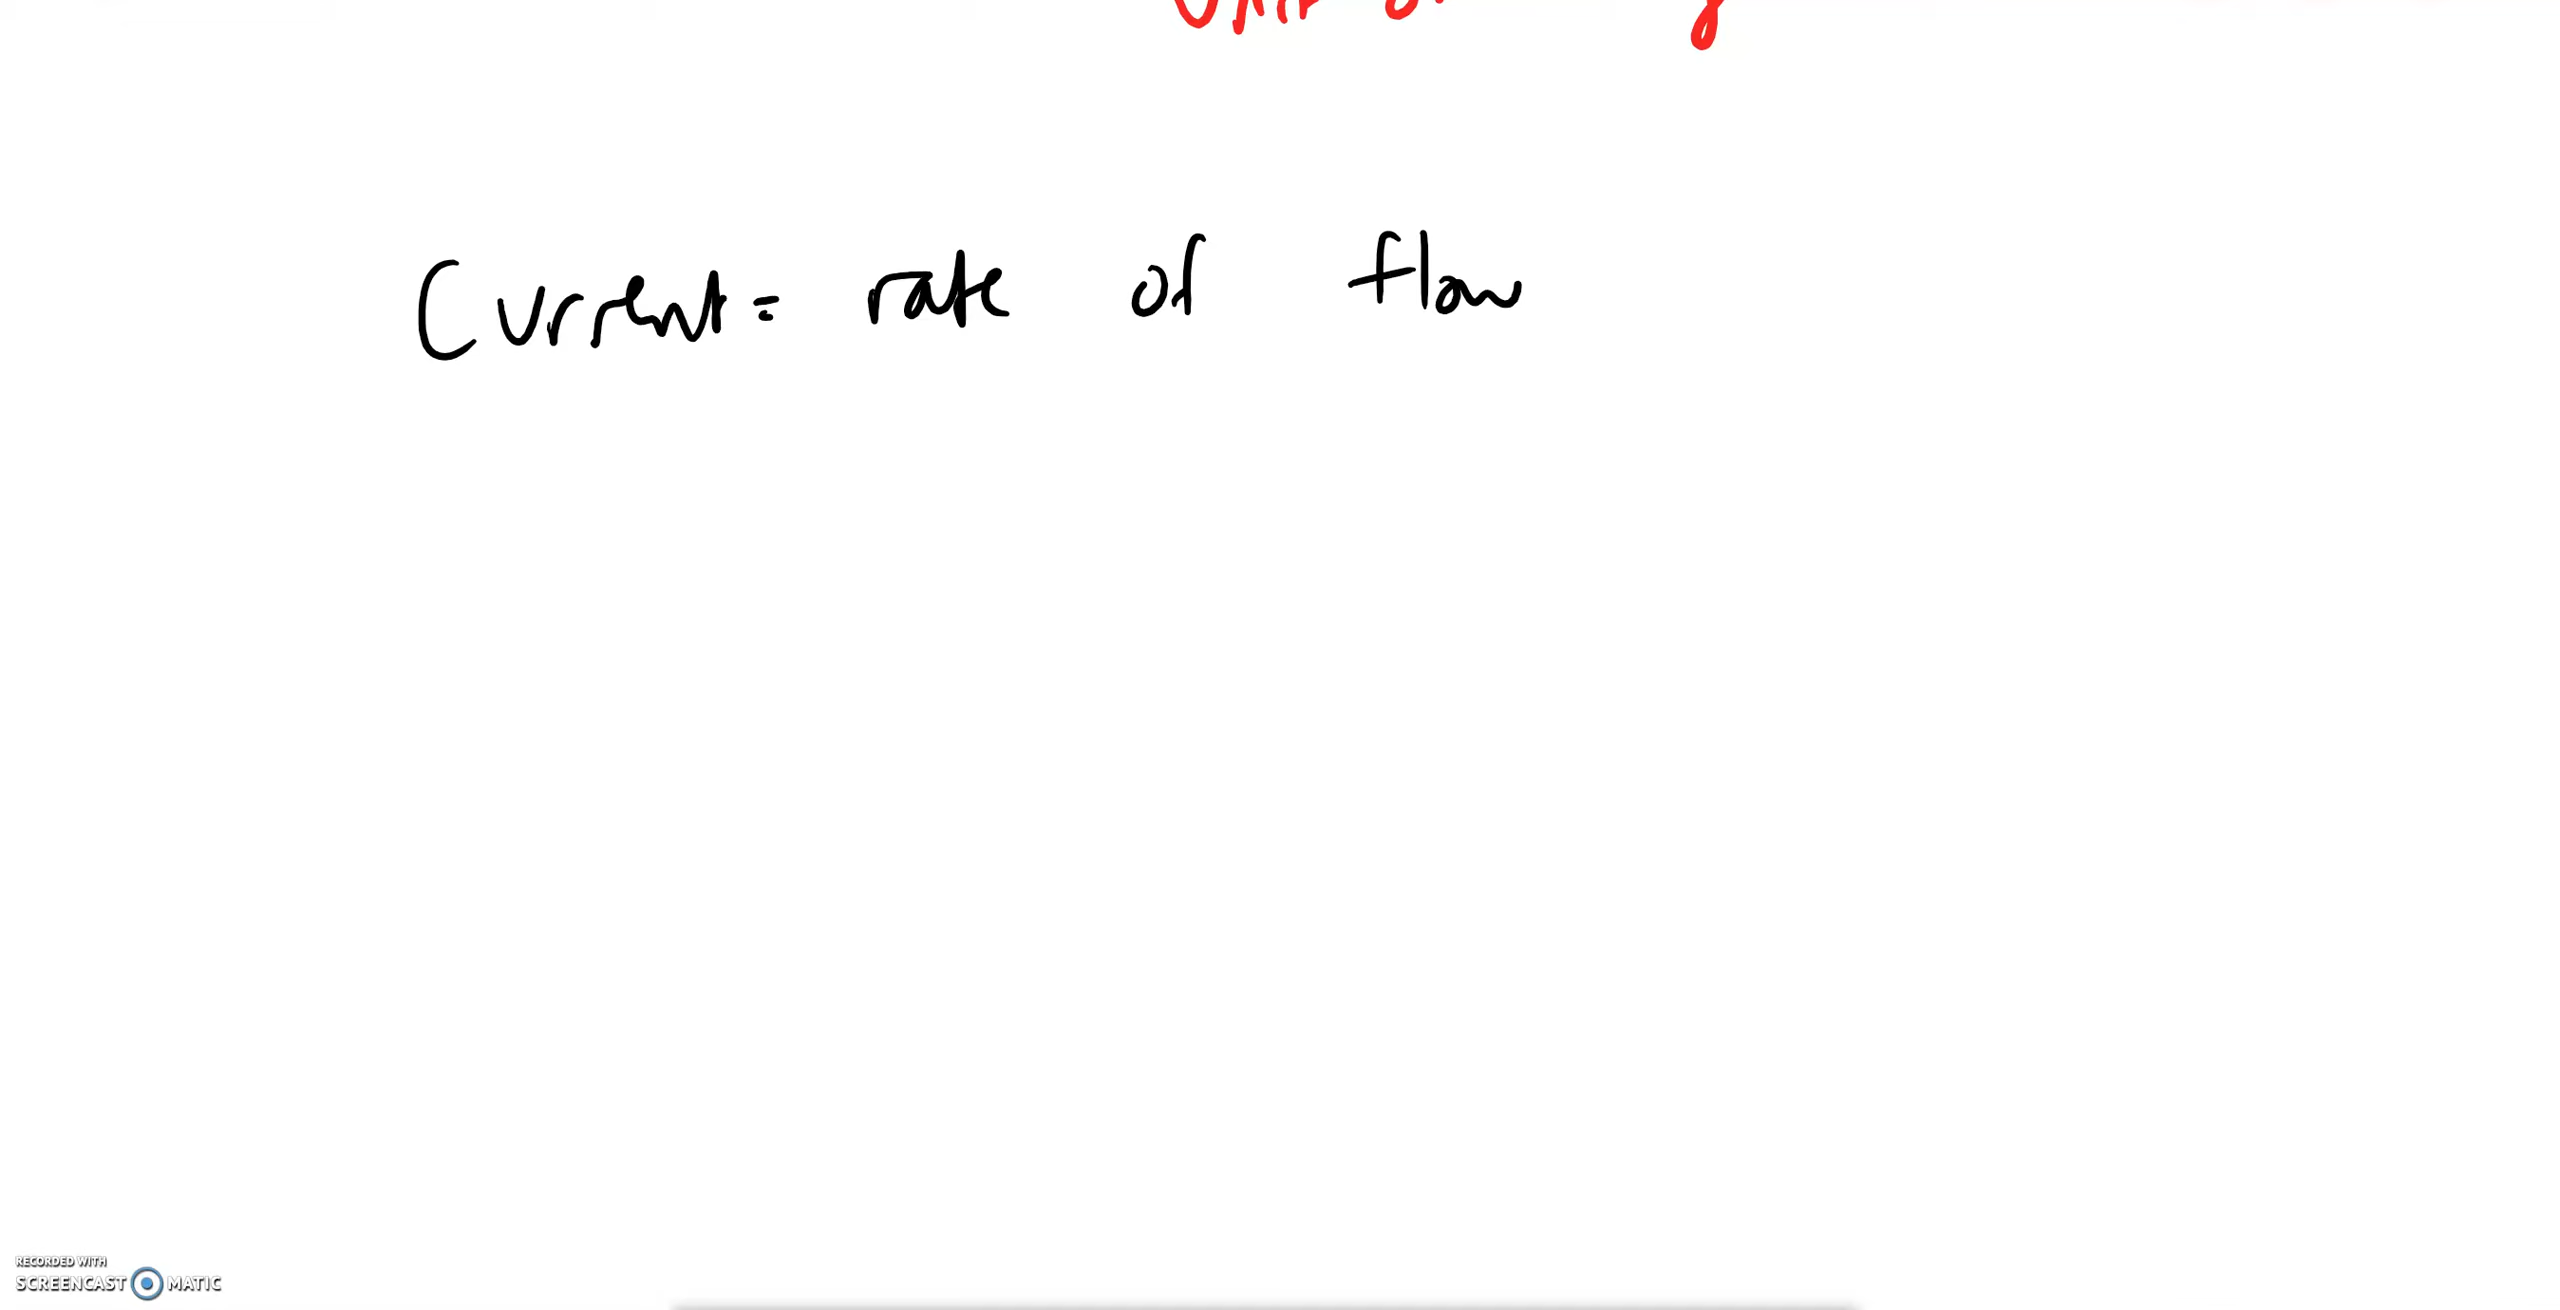 Current = rate of flow
RECORDED WITH
SCREENCAST MATIC